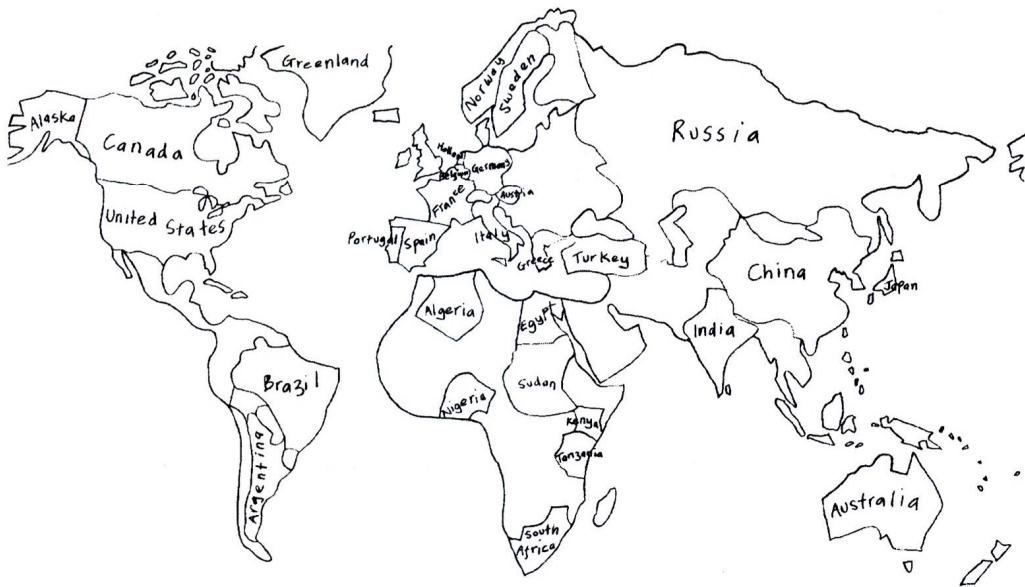 Greenland
Alaska
Canada
United States
Norway
Sweden
Russia
Holland
Belgium
Germany
France
Austria
Portugal
Spain
Italy
Greece
Turkey
China
Japan
Algeria
Egypt
India
Brazil
Sudan
Nigeria
Kenya
Tanzania
Argentina
South
Africa
Australia